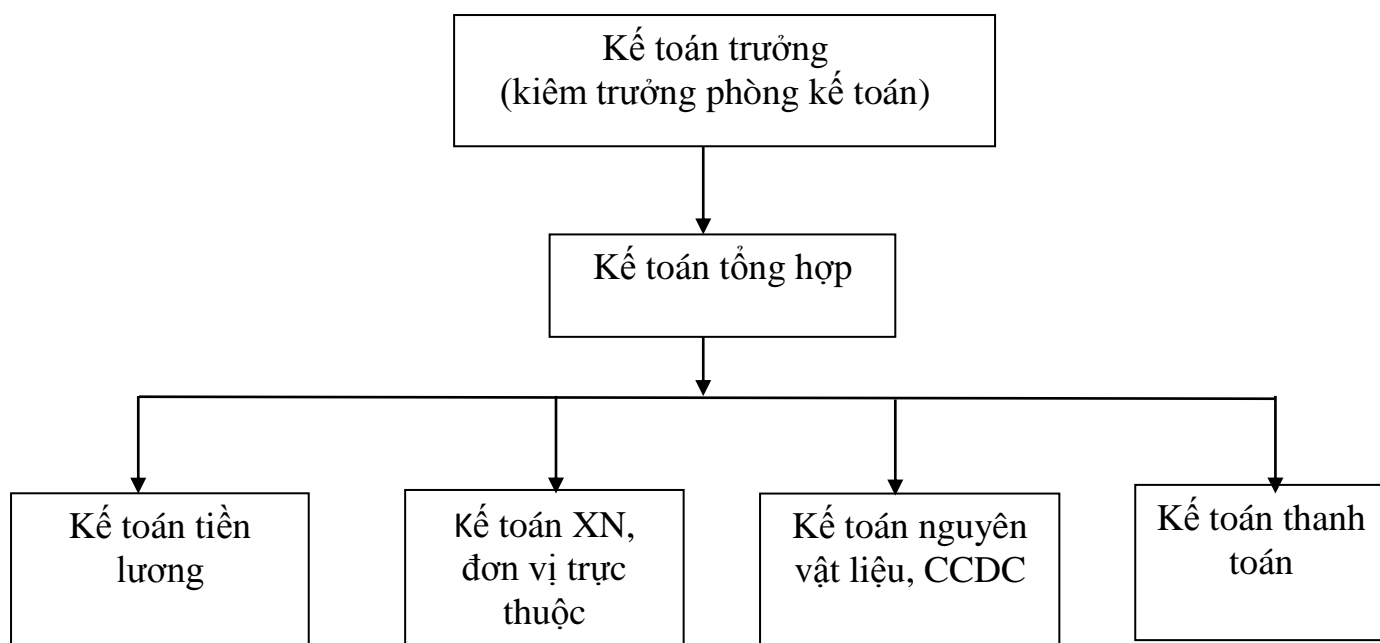 Kế toán trưởng
(kiêm trưởng phòng kế toán)
Kế toán tổng hợp
Kế toán tiền
lương
Kế toán XN,
đơn vị trực
thuộc
Kế toán nguyên
vật liệu, CCDC
Kế toán thanh
toán